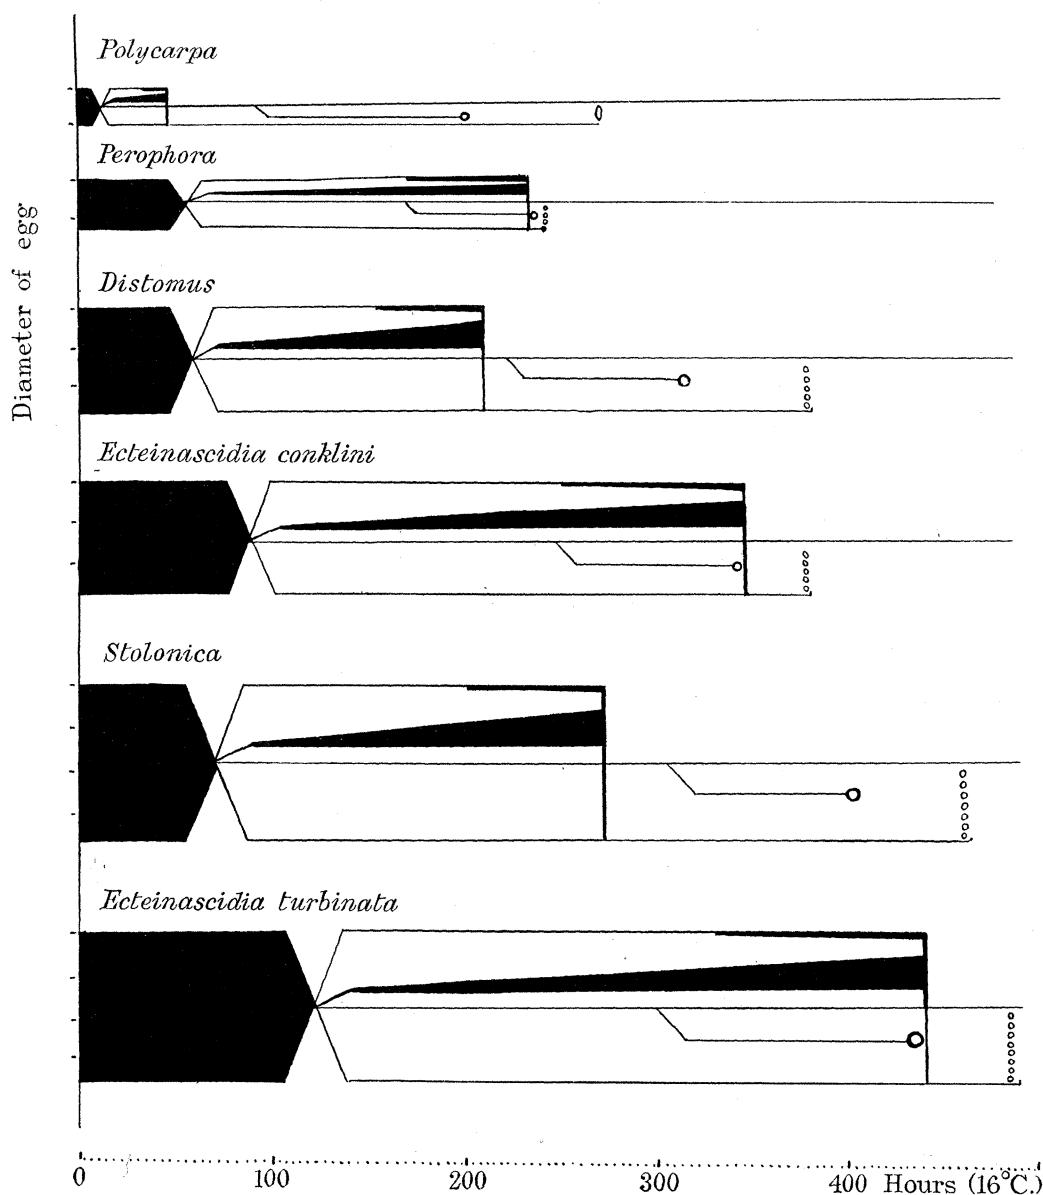 Polycarpa
Perophora
Diameter of egg
Distomus
Ecteinascidia conklini
Stolonica
Ecteinascidia turbinata
0 100 200 300 400 Hours (16°C.)